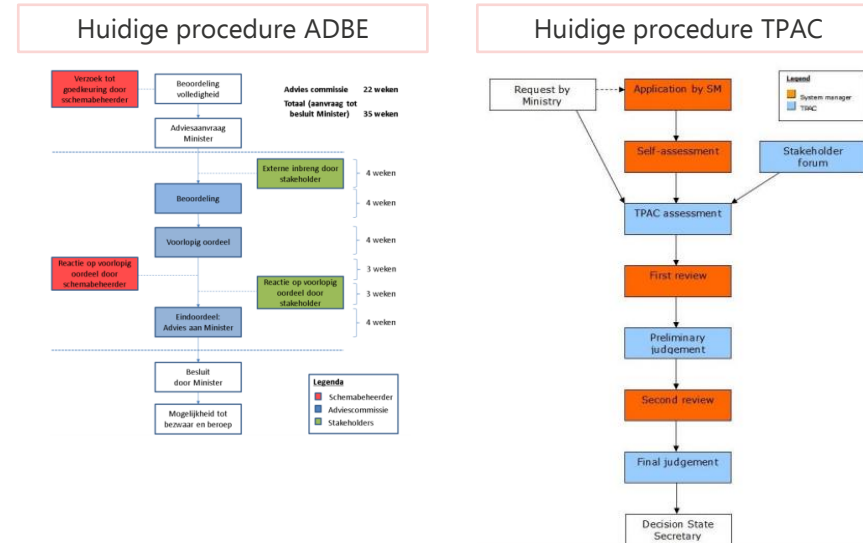 Huidige procedure ADBE
Verzoek tot
goedkeuring door
sschemabeheerder
Beoordeling
volledigheid
Advies commissie 22 weken
Totaal (aanvraag tot
besluit Minister) 35 weken
Adviesaanvraag
Minister
Externe inbreng door
stakeholder
4 weken
Beoordeling
4 weken
Voorlopig oordeel
4 weken
Reactie op voorlopig
oordeel door
schemabeheerder
3 weken
Reactie op voorlopig
oordeel door
stakeholder
3 weken
Eindoordeel:
Advies aan Minister
4 weken
Besluit
door Minister
Mogelijkheid tot
bezwaar en beroep
Legenda
Schemabeheerder
Adviescommissie
Stakeholders
Huidige procedure TPAC
Request by
Ministry
Application by SM
Legend
System manager
TPAC
Self-assessment
Stakeholder
forum
TPAC assessment
First review
Preliminary
judgement
Second review
Final judgement
Decision State
Secretary